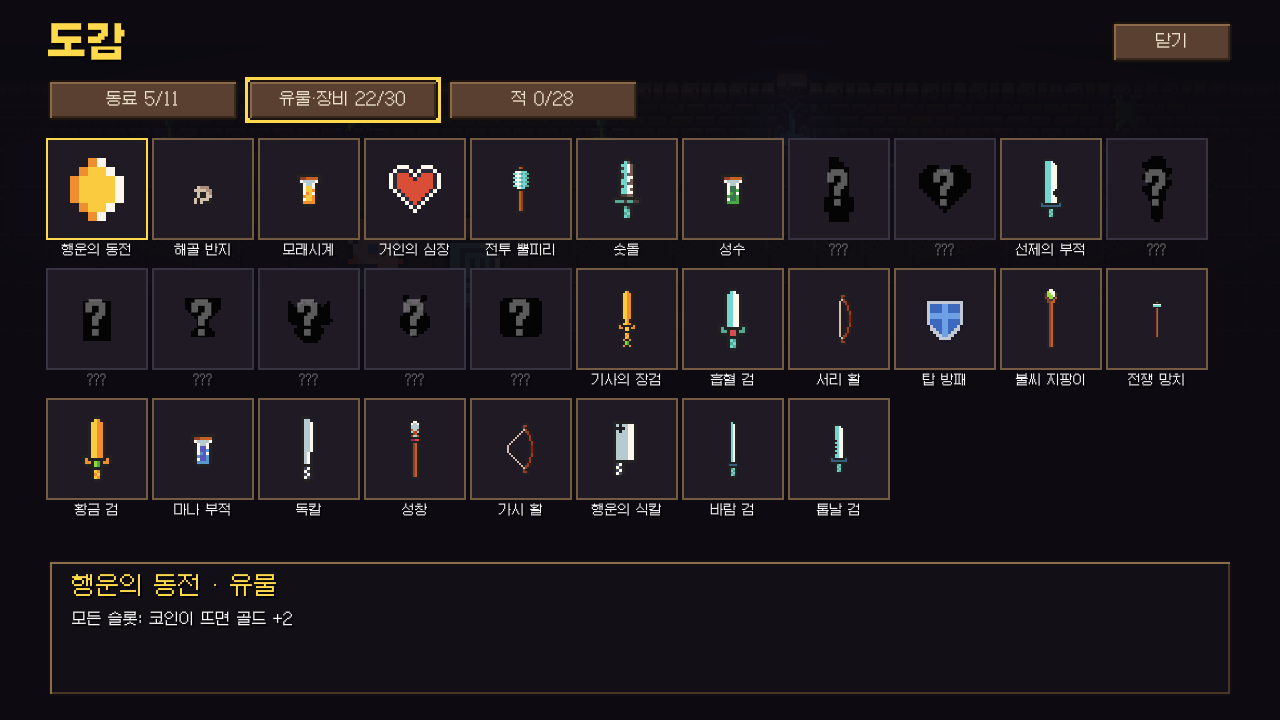 도감
닫기
동료 5/11
유물·장비 22/30
적 0/28
행운의 동전
해골 반지
모래시계
거인의 심장
전투 뿔피리
숫돌
성수
???
???
선제의 부적
???
???
???
???
???
???
기사의 장검
흡혈 검
서리 활
탑 방패
불씨 지팡이
전쟁 망치
황금 검
마나 부적
독칼
성창
가시 활
행운의 식칼
바람 검
톱날 검
행운의 동전 · 유물
모든 슬롯: 코인이 뜨면 골드 +2